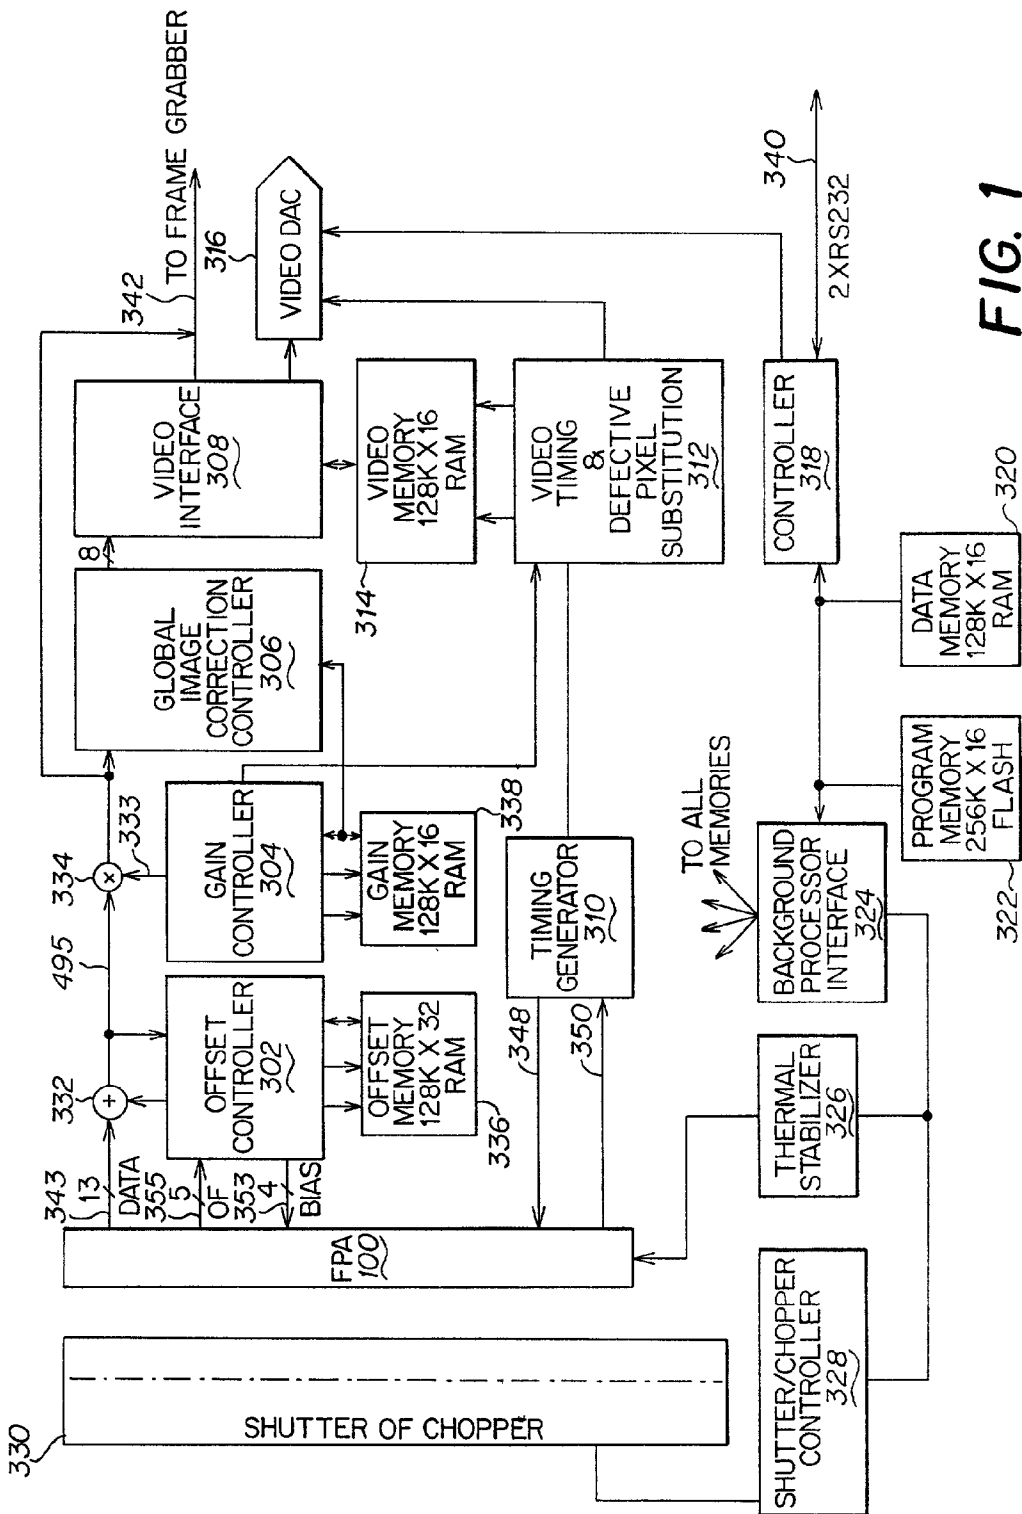 330
SHUTTER OF CHOPPER
SHUTTER/CHOPPER
CONTROLLER
328
FPA
100
343
13
DATA
355
5
OF
353
4
BIAS
332
+
OFFSET
CONTROLLER
302
OFFSET
MEMORY
128K X 32
RAM
336
495
334
×
333
GAIN
CONTROLLER
304
GAIN
MEMORY
128K X 16
RAM
338
GLOBAL
IMAGE
CORRECTION
CONTROLLER
306
8
VIDEO
INTERFACE
308
342
TO FRAME GRABBER
VIDEO DAC
316
VIDEO
MEMORY
128K X 16
RAM
314
VIDEO
TIMING
&
DEFECTIVE
PIXEL
SUBSTITUTION
312
348
350
TIMING
GENERATOR
310
THERMAL
STABILIZER
326
BACKGROUND
PROCESSOR
INTERFACE
324
TO ALL
MEMORIES
PROGRAM
MEMORY
256K X 16
FLASH
322
DATA
MEMORY
128K X 16
RAM
320
CONTROLLER
318
340
2XRS232
FIG. 1